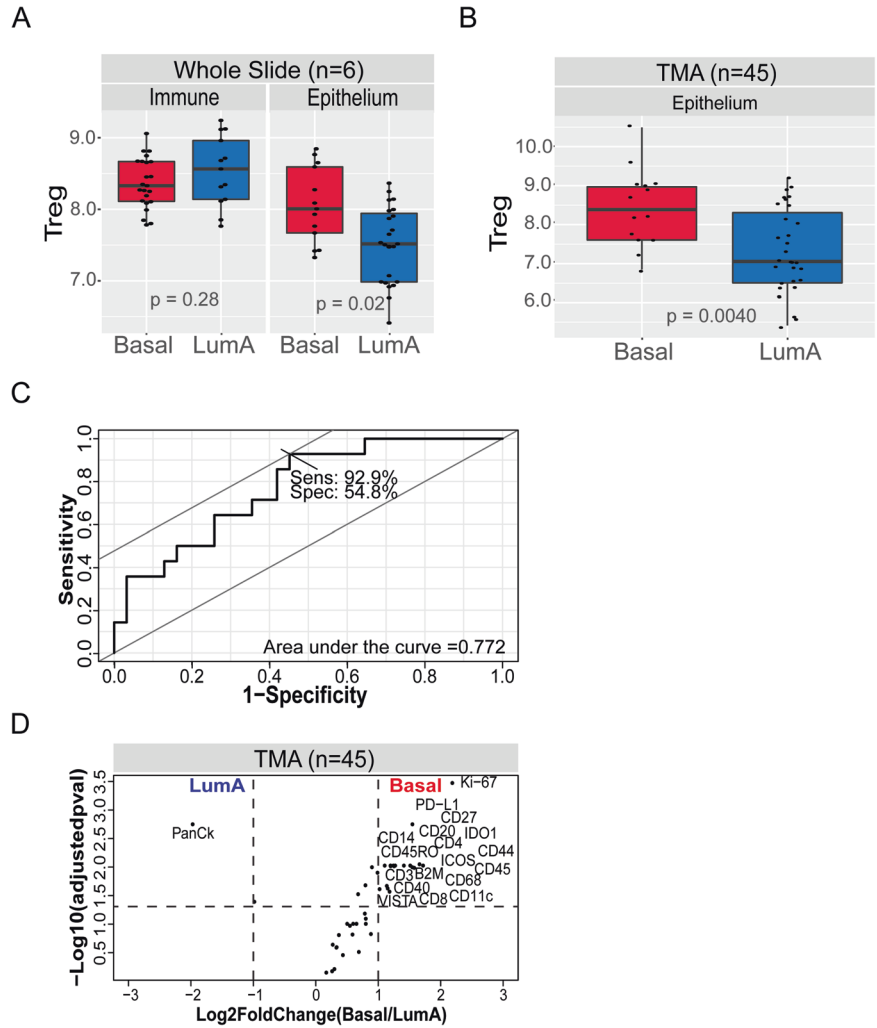 A
Whole Slide (n=6)
Immune
Epithelium
9.0
8.0
7.0
Treg
p = 0.28
p = 0.02
Basal
LumA
Basal
LumA
B
TMA (n=45)
Epithelium
10.0
9.0
8.0
7.0
6.0
Treg
p = 0.0040
Basal
LumA
C
1.0
0.8
0.6
0.4
0.2
0.0
Sensitivity
Sens: 92.9%
Spec: 54.8%
Area under the curve =0.772
0.0 0.2 0.4 0.6 0.8 1.0
1−Specificity
D
TMA (n=45)
LumA
Basal
3.5
3.0
2.5
2.0
1.5
1.0
0.5
−Log10(adjustedpval)
Ki−67
PD−L1
CD27
PanCk
CD20 IDO1
CD14
CD4
CD45RO
CD44
ICOS
CD45
CD3 B2M
CD68
CD40
CD11c
VISTA CD8
−3 −2 −1 0 1 2 3
Log2FoldChange(Basal/LumA)